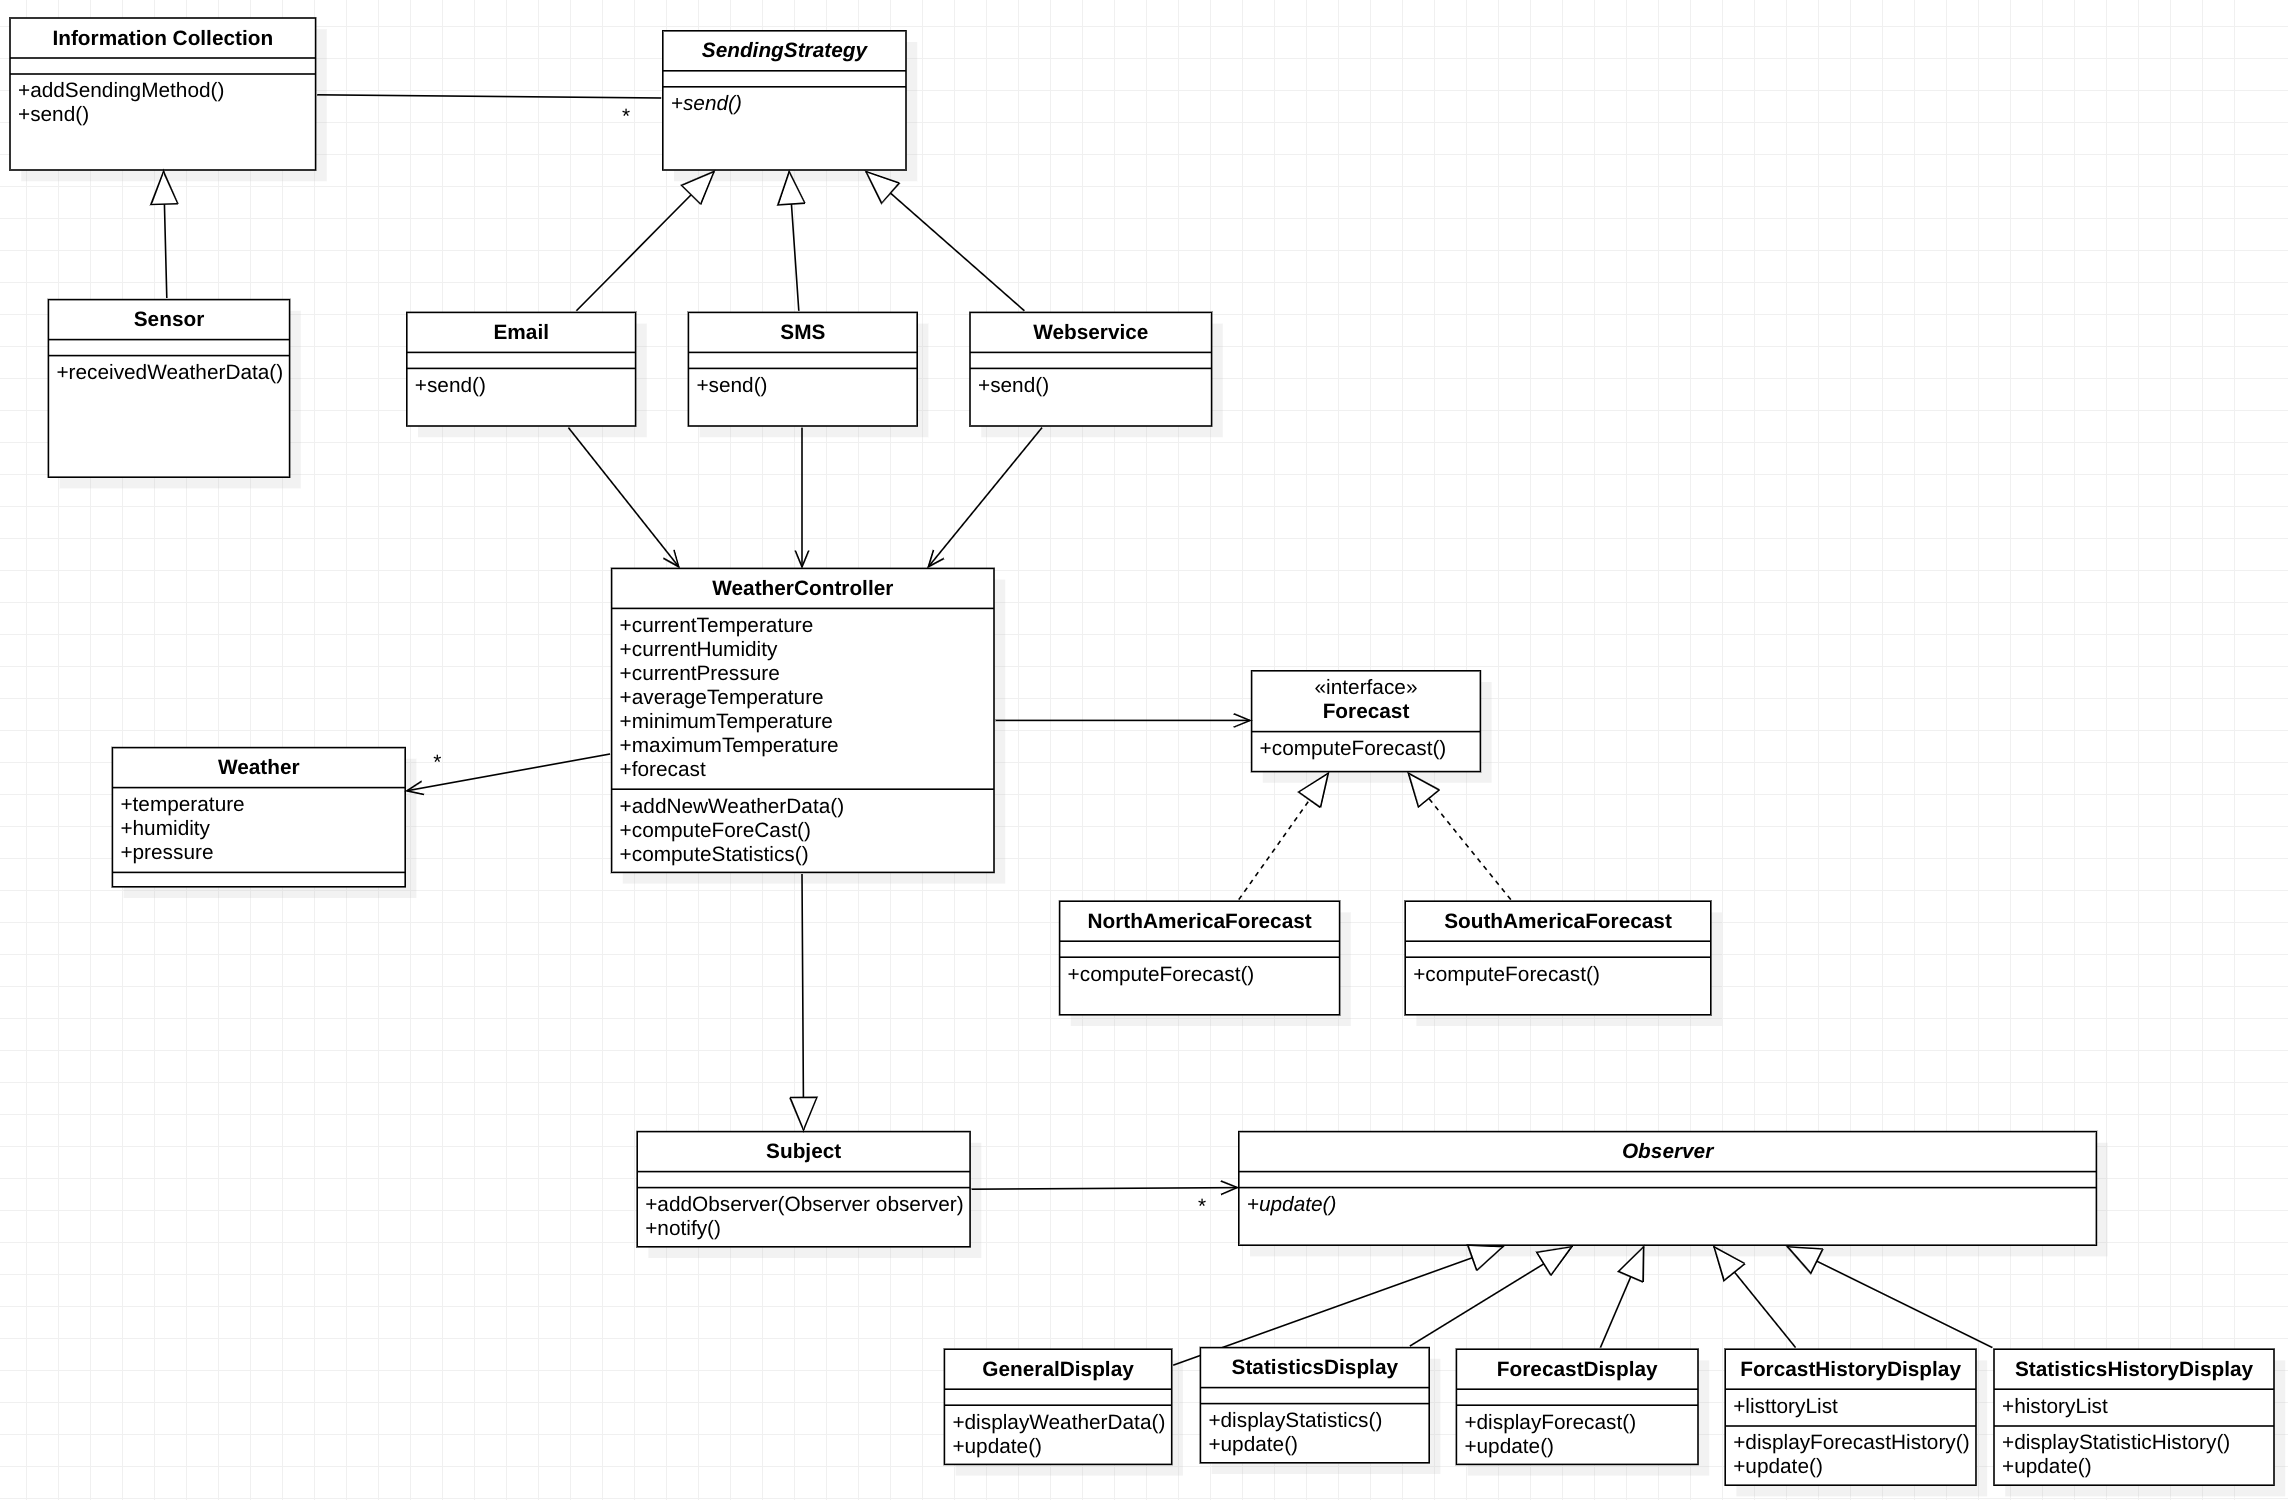 Information Collection
+addSendingMethod()
+send()
SendingStrategy
+send()
*
Sensor
+receivedWeatherData()
Email
+send()
SMS
+send()
Webservice
+send()
WeatherController
+currentTemperature
+currentHumidity
+currentPressure
+averageTemperature
+minimumTemperature
+maximumTemperature
+forecast
+addNewWeatherData()
+computeForeCast()
+computeStatistics()
«interface»
Forecast
+computeForecast()
*
Weather
+temperature
+humidity
+pressure
NorthAmericaForecast
+computeForecast()
SouthAmericaForecast
+computeForecast()
Subject
+addObserver(Observer observer)
+notify()
*
Observer
+update()
GeneralDisplay
+displayWeatherData()
+update()
StatisticsDisplay
+displayStatistics()
+update()
ForecastDisplay
+displayForecast()
+update()
ForcastHistoryDisplay
+listtoryList
+displayForecastHistory()
+update()
StatisticsHistoryDisplay
+historyList
+displayStatisticHistory()
+update()